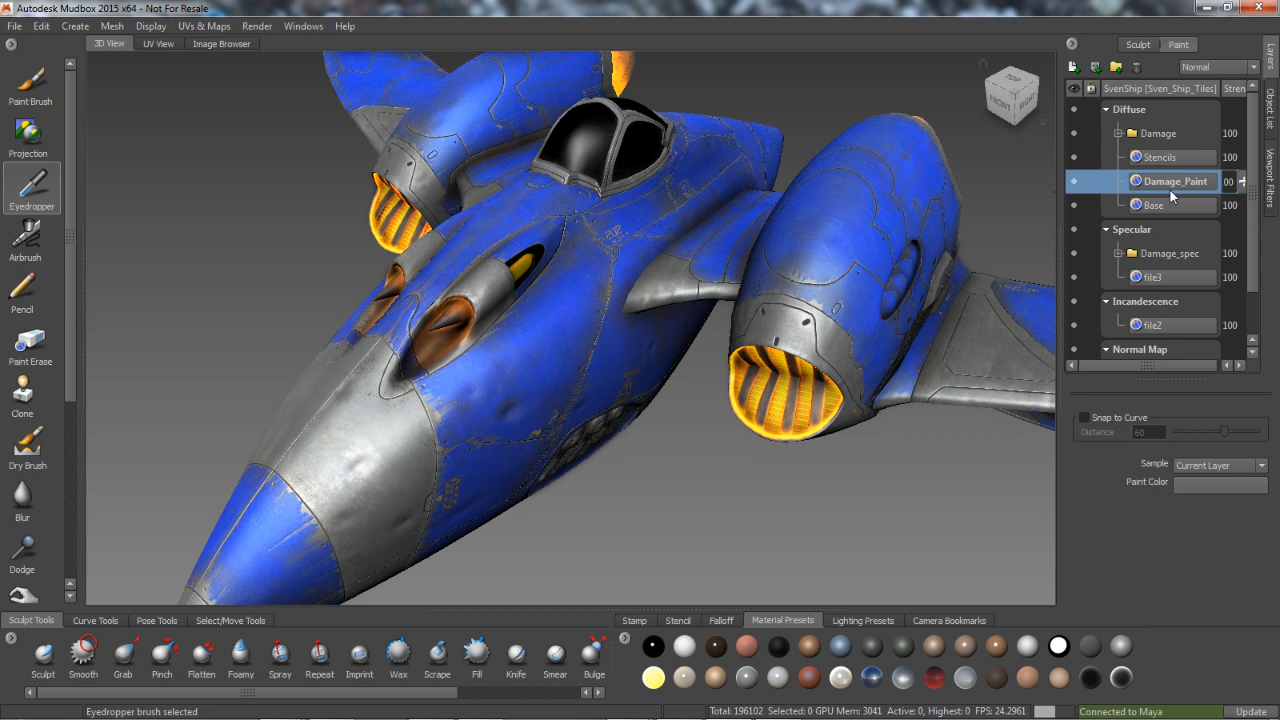 Autodesk Mudbox 2015 x64 - Not For Resale
File Edit Create Mesh Display UVs & Maps Render Windows Help
3D View UV View Image Browser
Paint Brush
Projection
Eyedropper
Airbrush
Pencil
Paint Erase
Clone
Dry Brush
Blur
Dodge
TOP
FRONT
Sculpt Paint
Normal
SvenShip [Sven_Ship_Tiles] Stren
Diffuse
Damage 100
Stencils 100
Damage_Paint 00
Base 100
Specular
Damage_spec 100
file3 100
Incandescence
file2 100
Normal Map
Layers
Object List
Viewport Filters
Snap to Curve
Distance 60
Sample Current Layer
Paint Color
Sculpt Tools Curve Tools Pose Tools Select/Move Tools
Stamp Stencil Falloff Material Presets Lighting Presets Camera Bookmarks
Sculpt Smooth Grab Pinch Flatten Foamy Spray Repeat Imprint Wax Scrape Fill Knife Smear Bulge
Eyedropper brush selected
Total: 196102 Selected: 0 GPU Mem: 3041 Active: 0, Highest: 0 FPS: 24.2961
Connected to Maya
Update